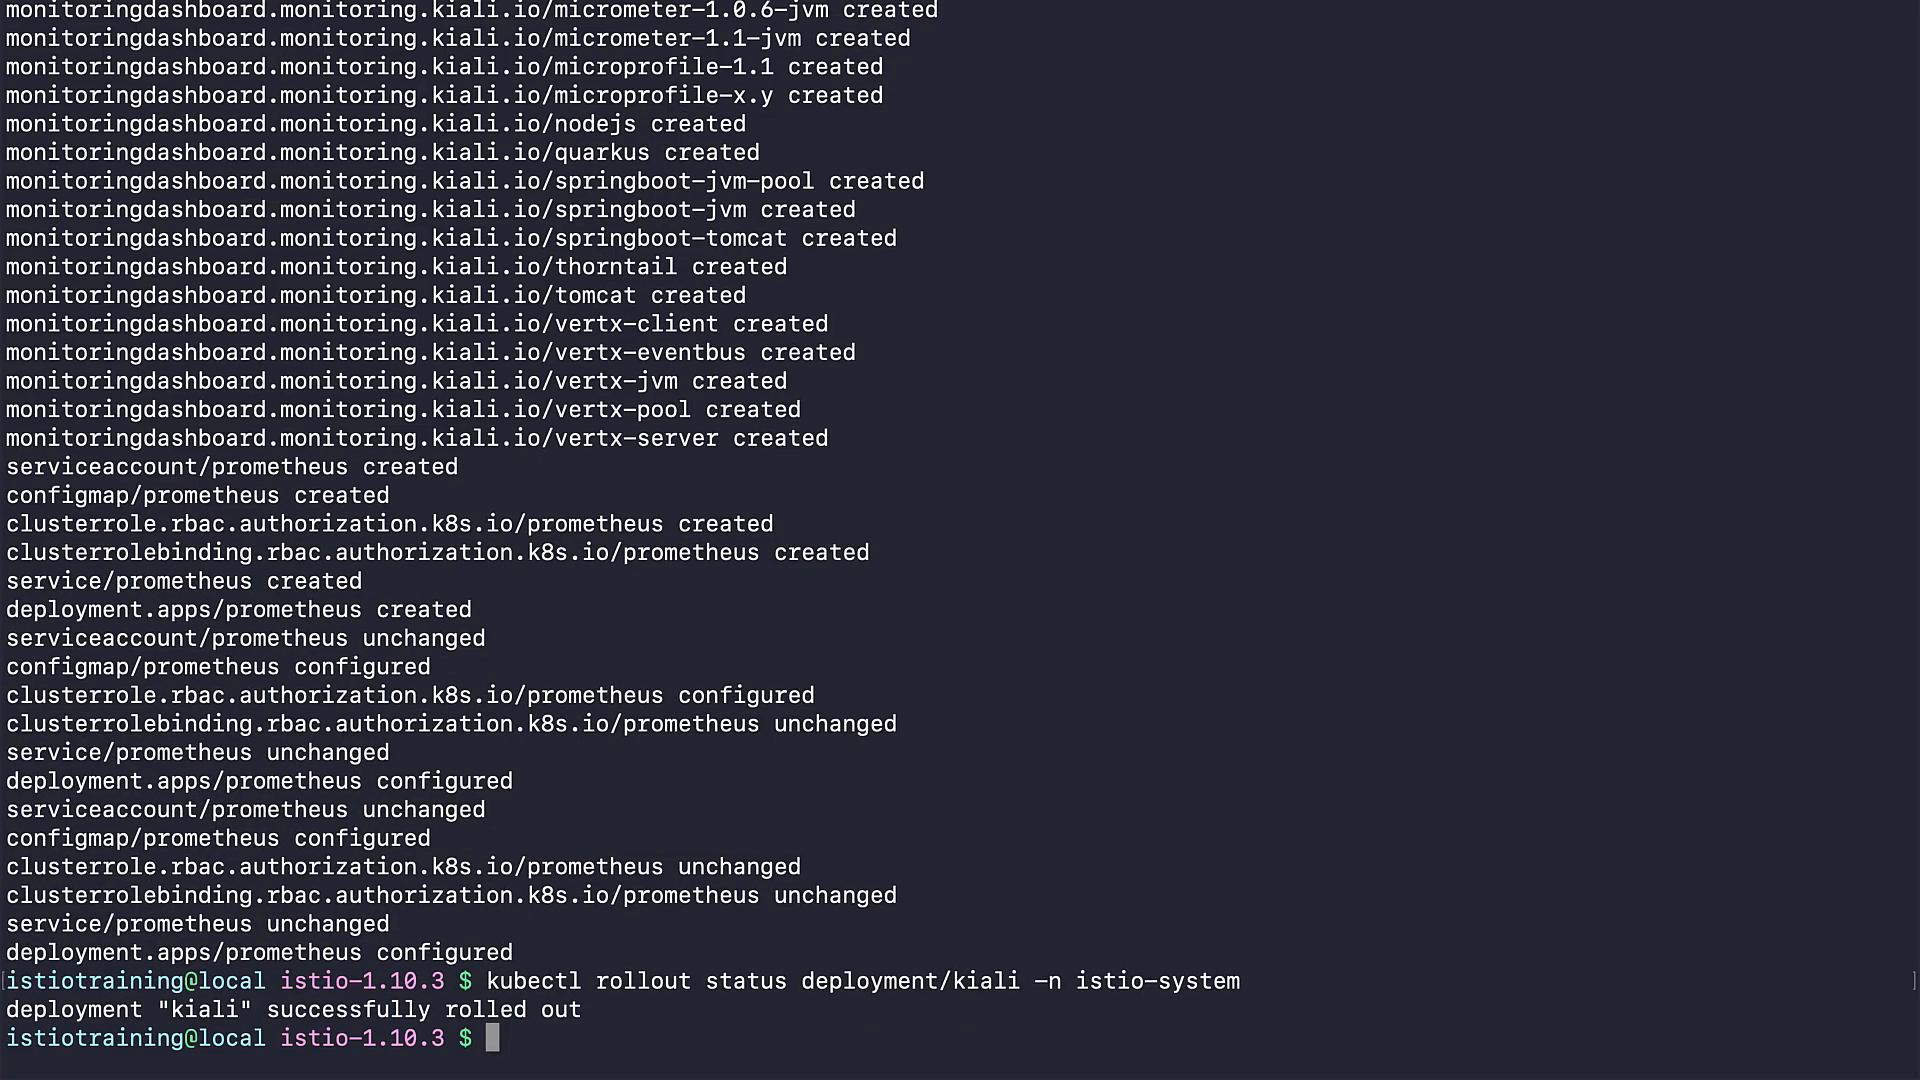 monitoringdashboard.monitoring.kiali.io/micrometer-1.0.6-jvm created
monitoringdashboard.monitoring.kiali.io/micrometer-1.1-jvm created
monitoringdashboard.monitoring.kiali.io/microprofile-1.1 created
monitoringdashboard.monitoring.kiali.io/microprofile-x.y created
monitoringdashboard.monitoring.kiali.io/nodejs created
monitoringdashboard.monitoring.kiali.io/quarkus created
monitoringdashboard.monitoring.kiali.io/springboot-jvm-pool created
monitoringdashboard.monitoring.kiali.io/springboot-jvm created
monitoringdashboard.monitoring.kiali.io/springboot-tomcat created
monitoringdashboard.monitoring.kiali.io/thorntail created
monitoringdashboard.monitoring.kiali.io/tomcat created
monitoringdashboard.monitoring.kiali.io/vertx-client created
monitoringdashboard.monitoring.kiali.io/vertx-eventbus created
monitoringdashboard.monitoring.kiali.io/vertx-jvm created
monitoringdashboard.monitoring.kiali.io/vertx-pool created
monitoringdashboard.monitoring.kiali.io/vertx-server created
serviceaccount/prometheus created
configmap/prometheus created
clusterrole.rbac.authorization.k8s.io/prometheus created
clusterrolebinding.rbac.authorization.k8s.io/prometheus created
service/prometheus created
deployment.apps/prometheus created
serviceaccount/prometheus unchanged
configmap/prometheus configured
clusterrole.rbac.authorization.k8s.io/prometheus configured
clusterrolebinding.rbac.authorization.k8s.io/prometheus unchanged
service/prometheus unchanged
deployment.apps/prometheus configured
serviceaccount/prometheus unchanged
configmap/prometheus configured
clusterrole.rbac.authorization.k8s.io/prometheus unchanged
clusterrolebinding.rbac.authorization.k8s.io/prometheus unchanged
service/prometheus unchanged
deployment.apps/prometheus configured
[istiotraining@local istio-1.10.3 $ kubectl rollout status deployment/kiali -n istio-system ]
deployment "kiali" successfully rolled out
istiotraining@local istio-1.10.3 $